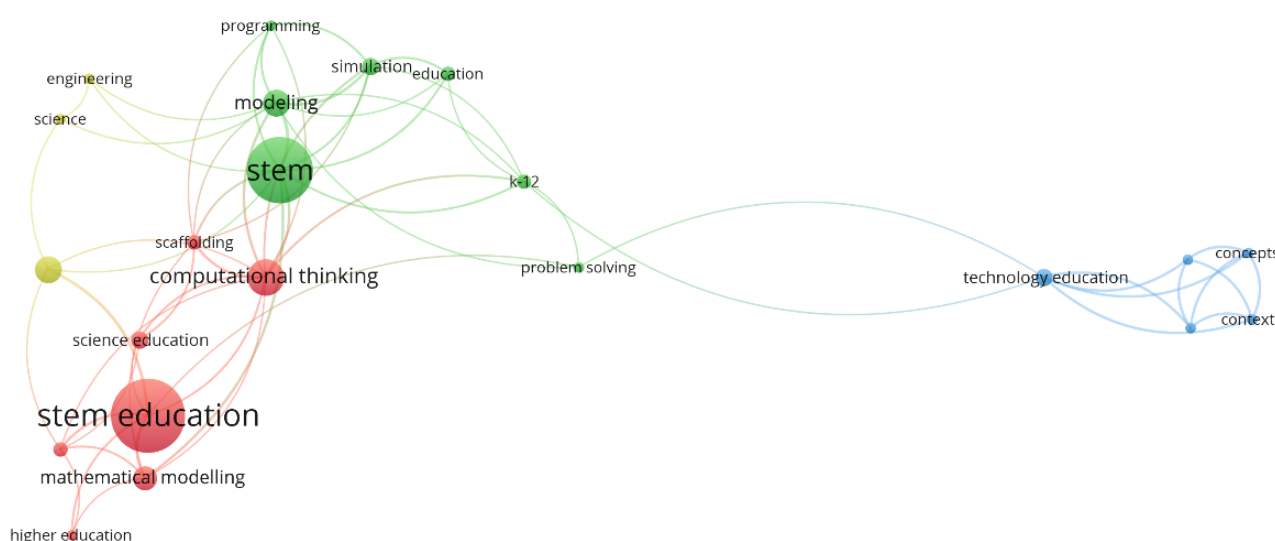 programming
simulation
education
engineering
modeling
science
stem
k-12
scaffolding
concepts
problem solving
technology education
computational thinking
context
science education
stem education
mathematical modelling
higher education